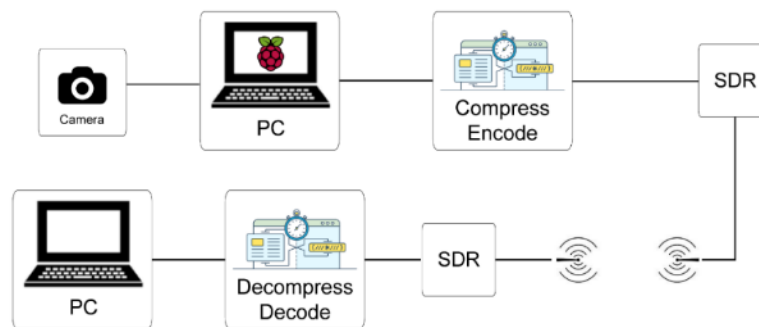 Camera
PC
Compress
Encode
SDR
PC
Decompress
Decode
SDR